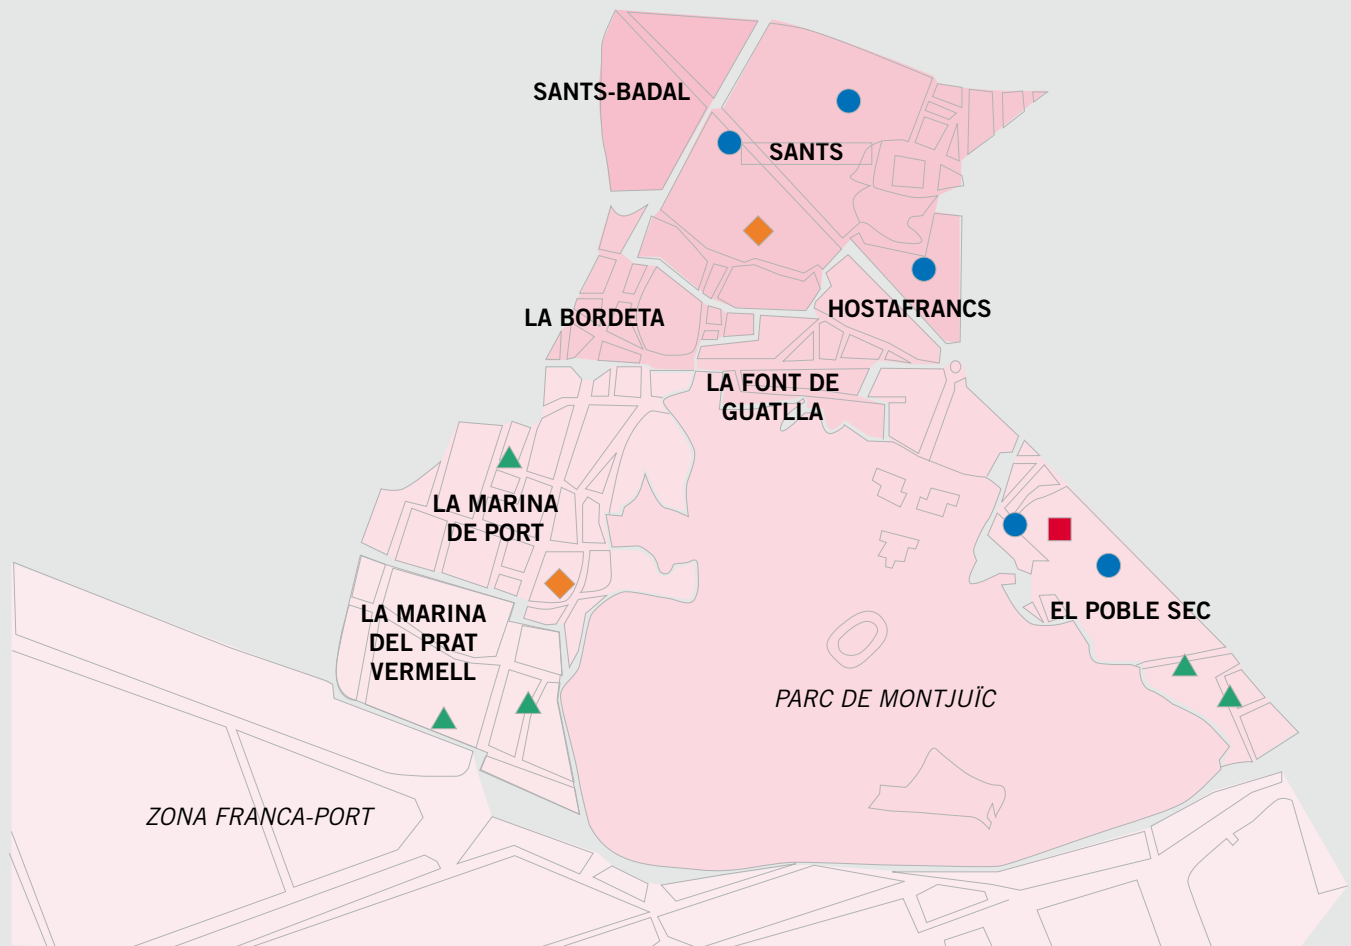 SANTS-BADAL
SANTS
HOSTAFRANCS
LA BORDETA
LA FONT DE
GUATLLA
LA MARINA
DE PORT
LA MARINA
DEL PRAT
VERMELL
EL POBLE SEC
PARC DE MONTJUÏC
ZONA FRANCA-PORT